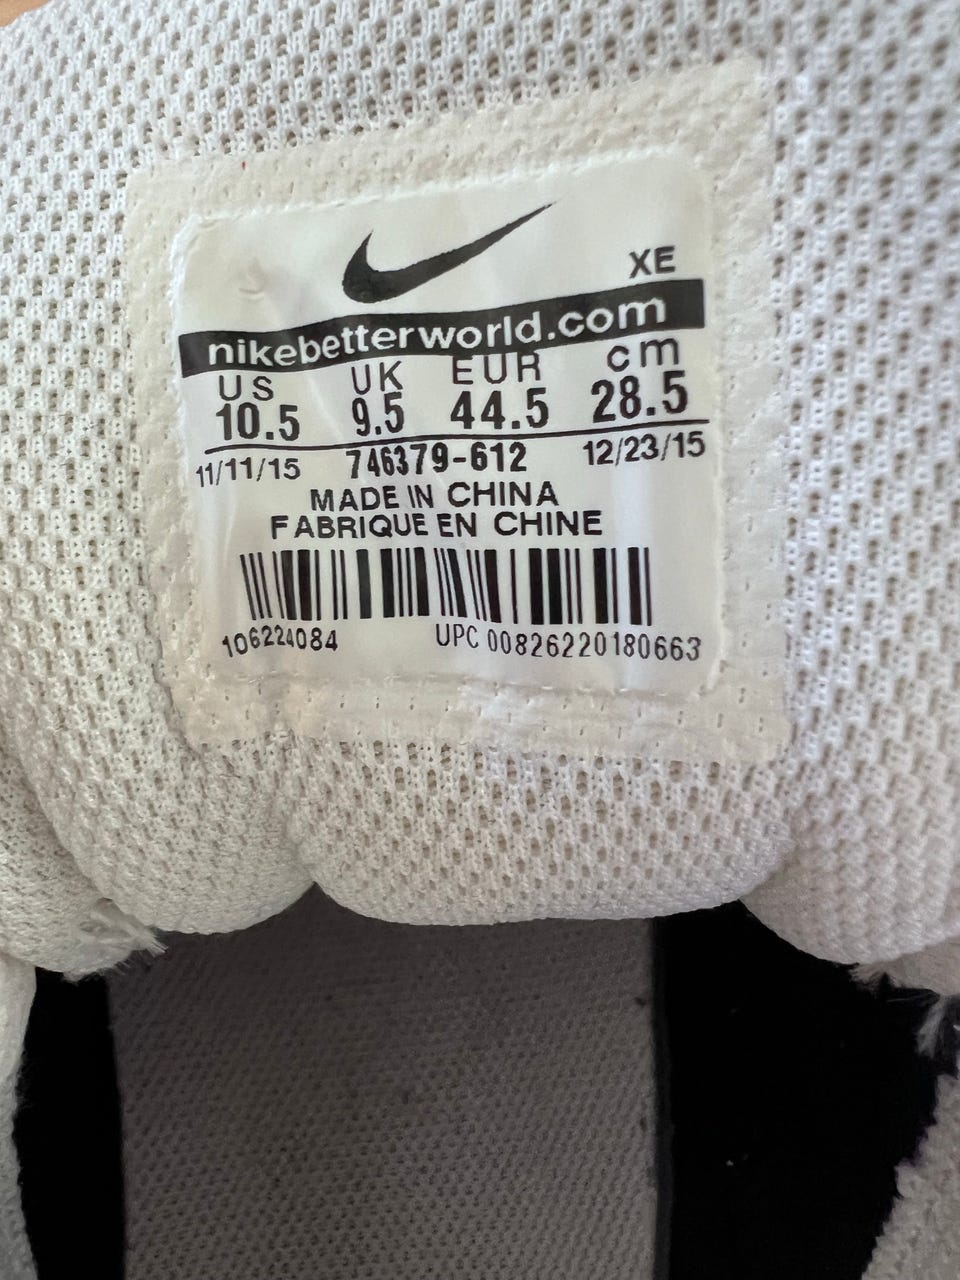 XE
nikebetterworld.com
US UK EUR cm
10.5 9.5 44.5 28.5
11/11/15 746379-612 12/23/15
MADE IN CHINA
FABRIQUE EN CHINE
106224084 UPC 00826220180663